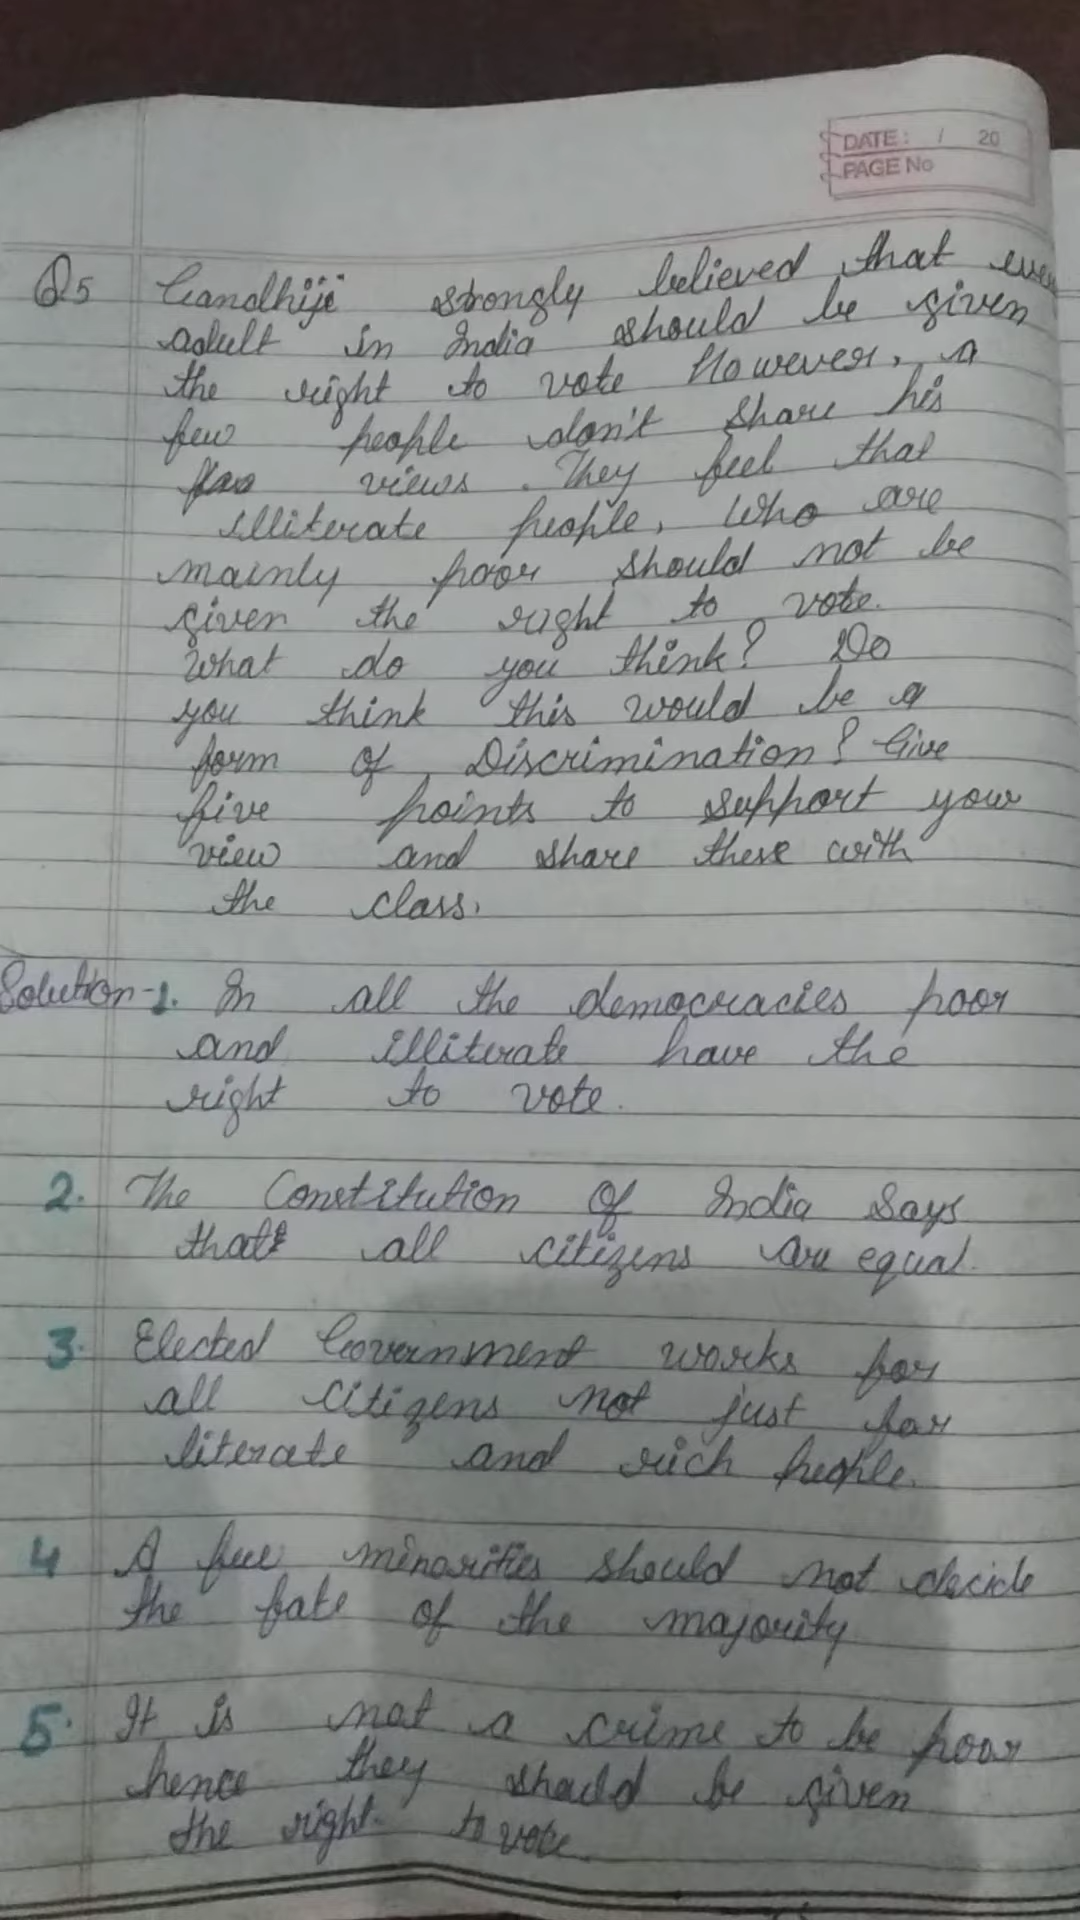 DATE: / 20
PAGE No
Q5 Gandhiji strongly believed that
adult in India should be given
the right to vote However, a
few people don't share his
views. They feel that
illiterate people, who are
mainly poor should not be
given the right to vote.
What do you think? Do
you think this would be a
form of Discrimination? Give
five points to support your
view and share these with
the class.
Solution-1. In all the democracies poor
and illiterate have the
right to vote.
2. The Constitution of India Says
that all citizens are equal.
3. Elected Government works for
all citizens not just for
literate and rich people.
4 A few minorities should not decide
the fate of the majority
5. It is not a crime to be poor
hence they should be given
the right to vote.